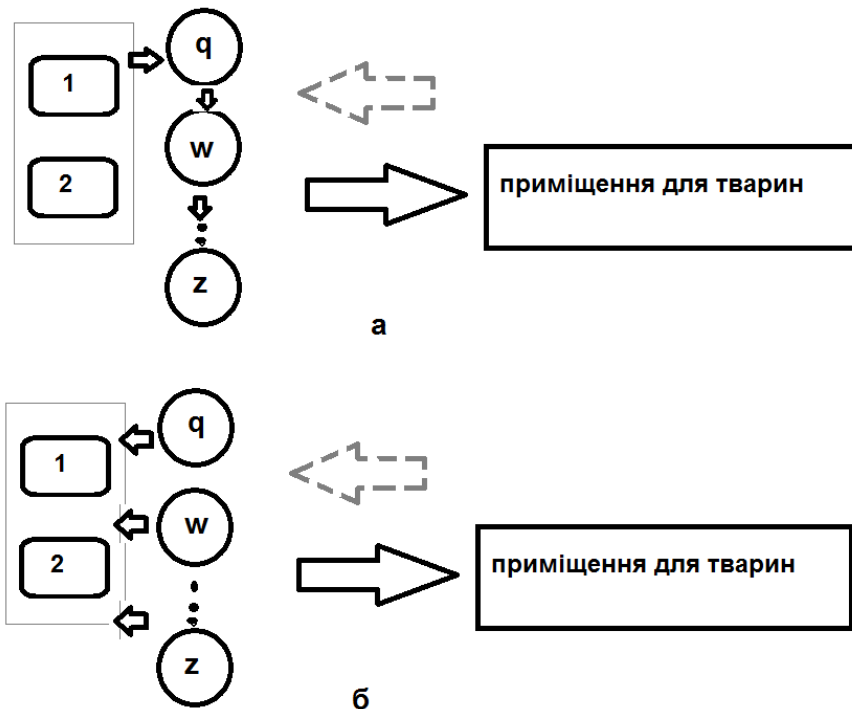 q
1
w
2
приміщення для тварин
z
а
q
1
w
2
приміщення для тварин
z
б